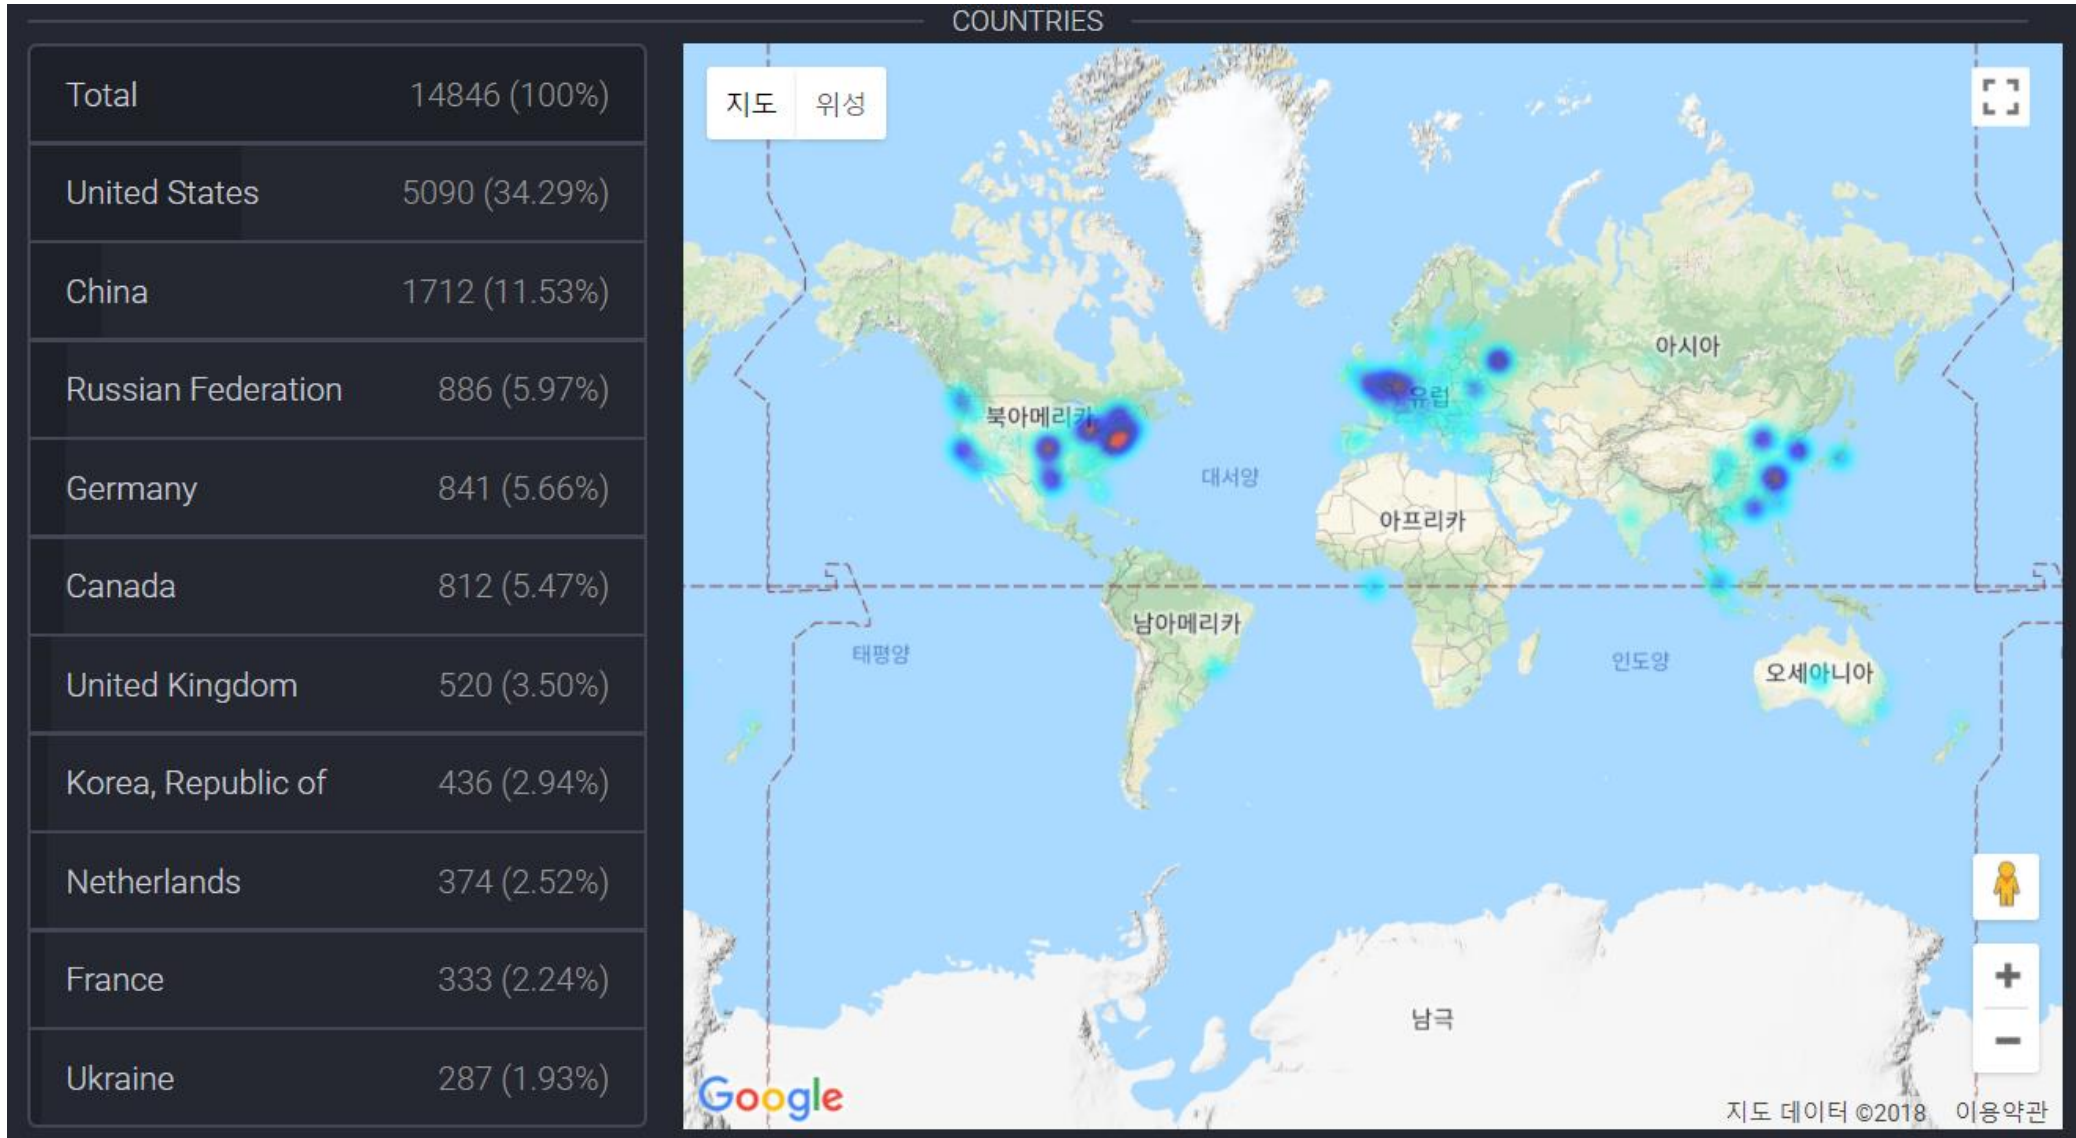 COUNTRIES
Total 14846 (100%)
United States 5090 (34.29%)
China 1712 (11.53%)
Russian Federation 886 (5.97%)
Germany 841 (5.66%)
Canada 812 (5.47%)
United Kingdom 520 (3.50%)
Korea, Republic of 436 (2.94%)
Netherlands 374 (2.52%)
France 333 (2.24%)
Ukraine 287 (1.93%)
지도 위성
아시아
유럽
북아메리카
대서양
아프리카
남아메리카
태평양
인도양
오세아니아
남극
Google
지도 데이터 ©2018 이용약관